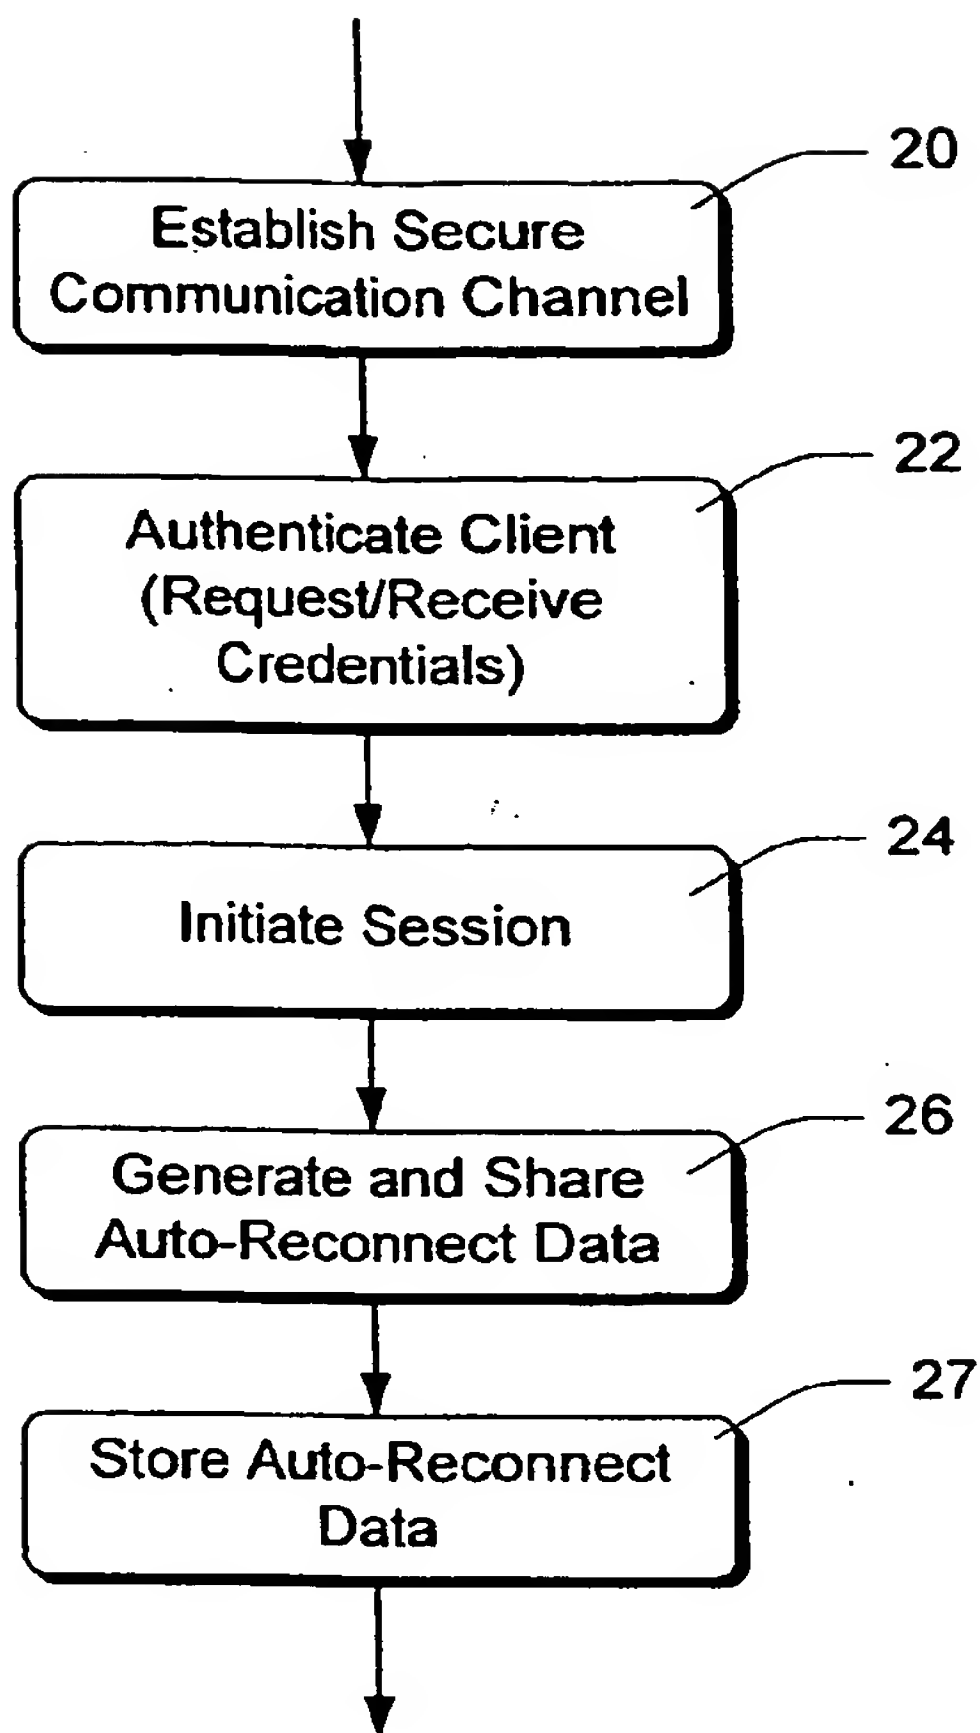 20
Establish Secure
Communication Channel
22
Authenticate Client
(Request/Receive
Credentials)
24
Initiate Session
26
Generate and Share
Auto-Reconnect Data
27
Store Auto-Reconnect
Data